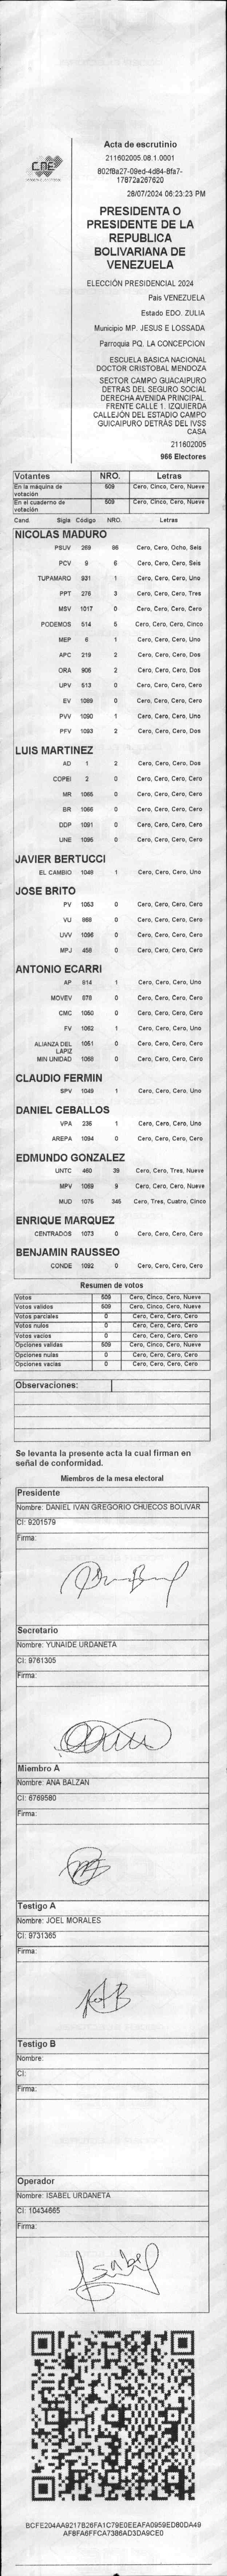 CNE
Acta de escrutinio
211602005.08.1.0001
802f8a27-09ed-4d84-8fa7-
17872a267620
28/07/2024 06:23:23 PM
PRESIDENTA O
PRESIDENTE DE LA
REPUBLICA
BOLIVARIANA DE
VENEZUELA
ELECCIÓN PRESIDENCIAL 2024
Pais VENEZUELA
Estado EDO. ZULIA
Municipio MP. JESUS E LOSSADA
Parroquia PQ. LA CONCEPCION
ESCUELA BASICA NACIONAL
DOCTOR CRISTOBAL MENDOZA
SECTOR CAMPO GUACAIPURO
DETRAS DEL SEGURO SOCIAL
DERECHA AVENIDA PRINCIPAL.
FRENTE CALLE 1. IZQUIERDA
CALLEJÓN DEL ESTADIO CAMPO
GUICAIPURO DETRÁS DEL IVSS
CASA
211602005
966 Electores
Votantes NRO. Letras
En la máquina de votación 509 Cero, Cinco, Cero, Nueve
En el cuaderno de votación 509 Cero, Cinco, Cero, Nueve
Cand. Sigla Código NRO. Letras
NICOLAS MADURO
PSUV 269 86 Cero, Cero, Ocho, Seis
PCV 9 6 Cero, Cero, Cero, Seis
TUPAMARO 931 1 Cero, Cero, Cero, Uno
PPT 276 3 Cero, Cero, Cero, Tres
MSV 1017 0 Cero, Cero, Cero, Cero
PODEMOS 514 5 Cero, Cero, Cero, Cinco
MEP 6 1 Cero, Cero, Cero, Uno
APC 219 2 Cero, Cero, Cero, Dos
ORA 906 2 Cero, Cero, Cero, Dos
UPV 513 0 Cero, Cero, Cero, Cero
EV 1089 0 Cero, Cero, Cero, Cero
PVV 1090 1 Cero, Cero, Cero, Uno
PFV 1093 2 Cero, Cero, Cero, Dos
LUIS MARTINEZ
AD 1 2 Cero, Cero, Cero, Dos
COPEI 2 0 Cero, Cero, Cero, Cero
MR 1065 0 Cero, Cero, Cero, Cero
BR 1066 0 Cero, Cero, Cero, Cero
DDP 1091 0 Cero, Cero, Cero, Cero
UNE 1095 0 Cero, Cero, Cero, Cero
JAVIER BERTUCCI
EL CAMBIO 1048 1 Cero, Cero, Cero, Uno
JOSE BRITO
PV 1053 0 Cero, Cero, Cero, Cero
VU 868 0 Cero, Cero, Cero, Cero
UVV 1096 0 Cero, Cero, Cero, Cero
MPJ 458 0 Cero, Cero, Cero, Cero
ANTONIO ECARRI
AP 814 1 Cero, Cero, Cero, Uno
MOVEV 878 0 Cero, Cero, Cero, Cero
CMC 1050 0 Cero, Cero, Cero, Cero
FV 1062 1 Cero, Cero, Cero, Uno
ALIANZA DEL LAPIZ 1051 0 Cero, Cero, Cero, Cero
MIN UNIDAD 1068 0 Cero, Cero, Cero, Cero
CLAUDIO FERMIN
SPV 1049 1 Cero, Cero, Cero, Uno
DANIEL CEBALLOS
VPA 236 1 Cero, Cero, Cero, Uno
AREPA 1094 0 Cero, Cero, Cero, Cero
EDMUNDO GONZALEZ
UNTC 460 39 Cero, Cero, Tres, Nueve
MPV 1069 9 Cero, Cero, Cero, Nueve
MUD 1075 345 Cero, Tres, Cuatro, Cinco
ENRIQUE MARQUEZ
CENTRADOS 1073 0 Cero, Cero, Cero, Cero
BENJAMIN RAUSSEO
CONDE 1092 0 Cero, Cero, Cero, Cero
Resumen de votos
Votos 509 Cero, Cinco, Cero, Nueve
Votos validos 509 Cero, Cinco, Cero, Nueve
Votos parciales 0 Cero, Cero, Cero, Cero
Votos nulos 0 Cero, Cero, Cero, Cero
Votos vacios 0 Cero, Cero, Cero, Cero
Opciones validas 509 Cero, Cinco, Cero, Nueve
Opciones nulas 0 Cero, Cero, Cero, Cero
Opciones vacias 0 Cero, Cero, Cero, Cero
Observaciones:
Se levanta la presente acta la cual firman en
señal de conformidad.
Miembros de la mesa electoral
Presidente
Nombre: DANIEL IVAN GREGORIO CHUECOS BOLIVAR
CI: 9201579
Firma:
Secretario
Nombre: YUNAIDE URDANETA
CI: 9761305
Firma:
Miembro A
Nombre: ANA BALZAN
CI: 6769580
Firma:
Testigo A
Nombre: JOEL MORALES
CI: 9731365
Firma:
Testigo B
Nombre:
CI:
Firma:
Operador
Nombre: ISABEL URDANETA
CI: 10434665
Firma:
Isabel
BCFE204AA9217B26FA1C79E0EEAFA0959ED80DA49
AF8FA6FFCA7386AD3DA9CE0